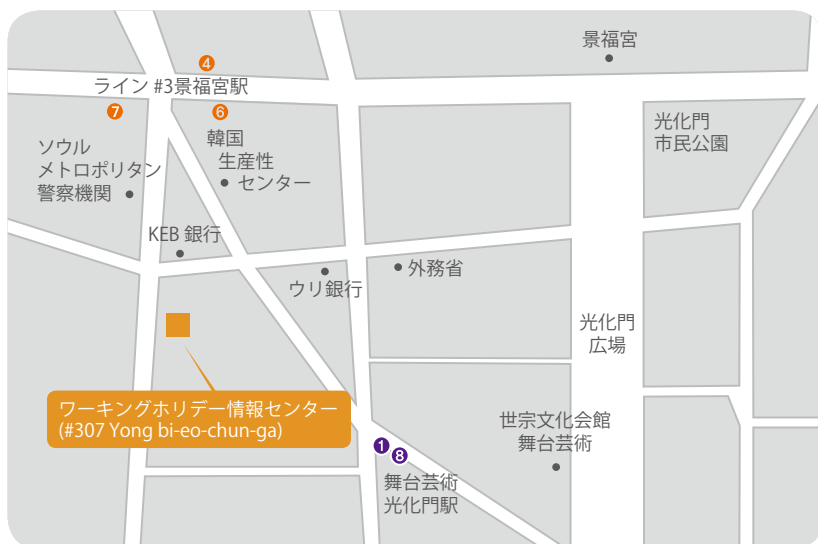 景福宮
❹
ライン #3景福宮駅
❼
❻
韓国
生産性
センター
ソウル
メトロポリタン
警察機関
光化門
市民公園
KEB 銀行
ウリ銀行
外務省
光化門
広場
ワーキングホリデー情報センター
(#307 Yong bi-eo-chun-ga)
世宗文化会館
舞台芸術
❶
❽
舞台芸術
光化門駅